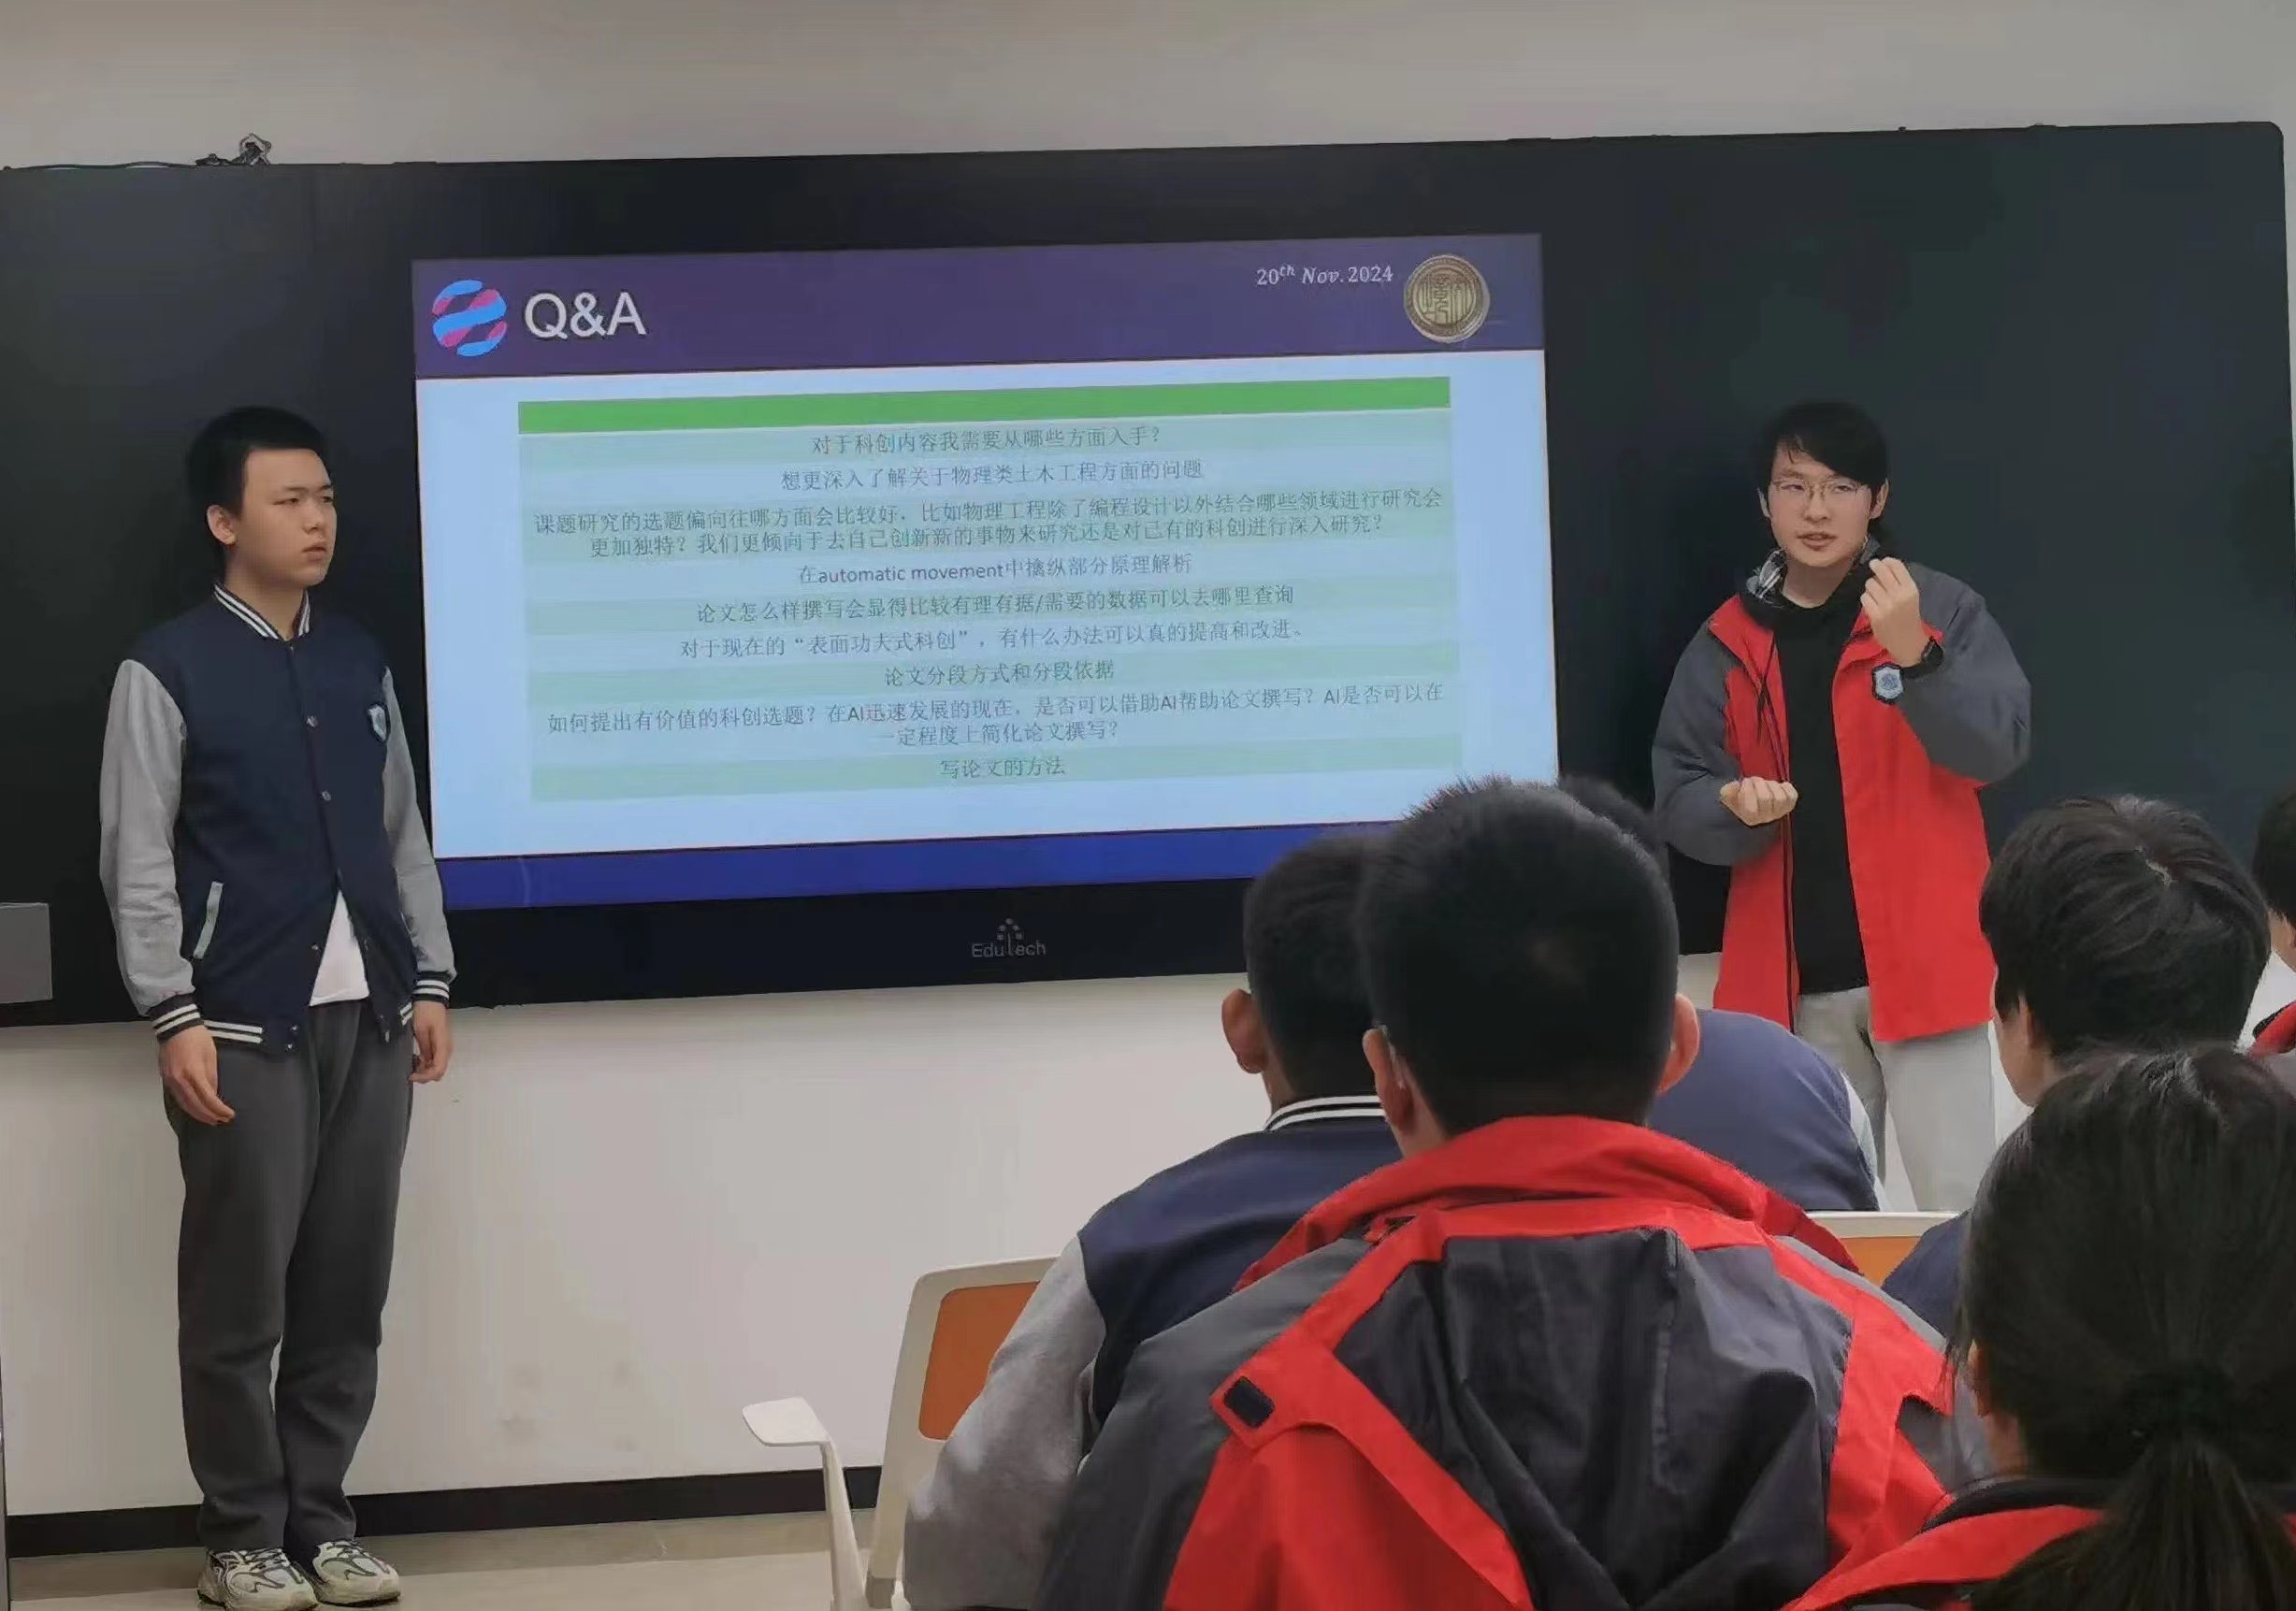 Q&A
20th Nov.2024
对于科创内容我需要从哪些方面入手？
想更深入了解关于物理类土木工程方面的问题
课题研究的选题偏向往哪方面会比较好，比如物理工程除了编程设计以外结合哪些领域进行研究会
更加独特？我们更倾向于去自己创新新的事物来研究还是对已有的科创进行深入研究？
在automatic movement中擒纵部分原理解析
论文怎么样撰写会显得比较有理有据/需要的数据可以去哪里查询
对于现在的“表面功夫式科创”，有什么办法可以真的提高和改进。
论文分段方式和分段依据
如何提出有价值的科创选题？在AI迅速发展的现在，是否可以借助AI帮助论文撰写？AI是否可以在
一定程度上简化论文撰写？
写论文的方法
Edutech